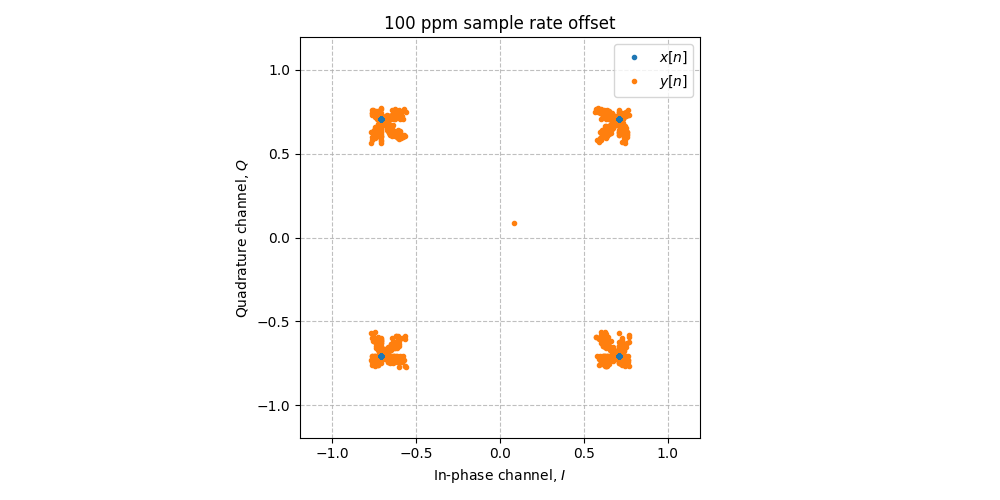 100 ppm sample rate offset
x[n]
y[n]
1.0
0.5
0.0
−0.5
−1.0
Quadrature channel, Q
−1.0
−0.5
0.0
0.5
1.0
In-phase channel, I